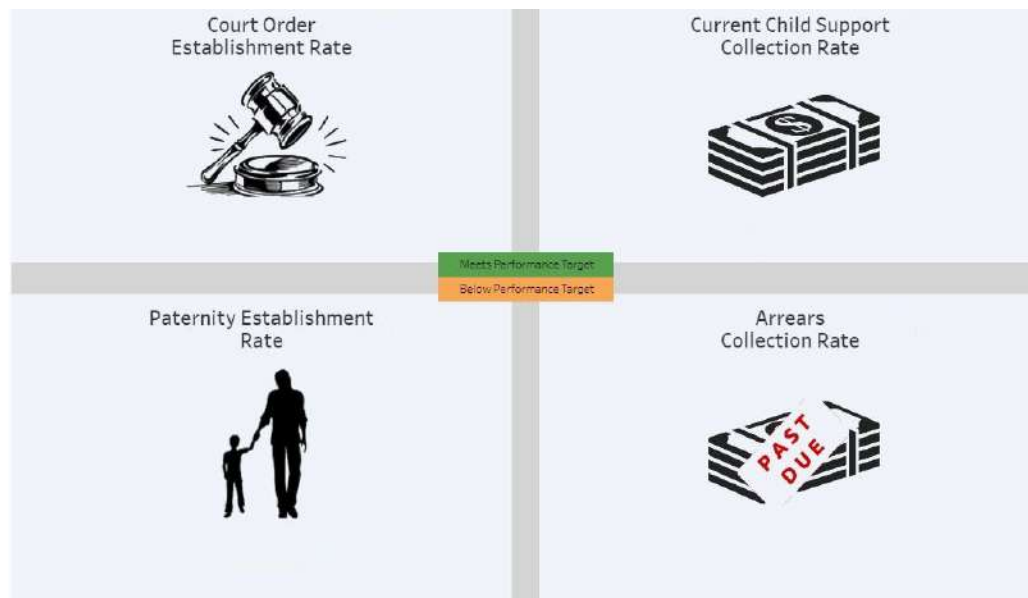 Court Order
Establishment Rate
Current Child Support
Collection Rate
Meets Performance Target
Below Performance Target
Paternity Establishment
Rate
Arrears
Collection Rate
$
PAST
DUE